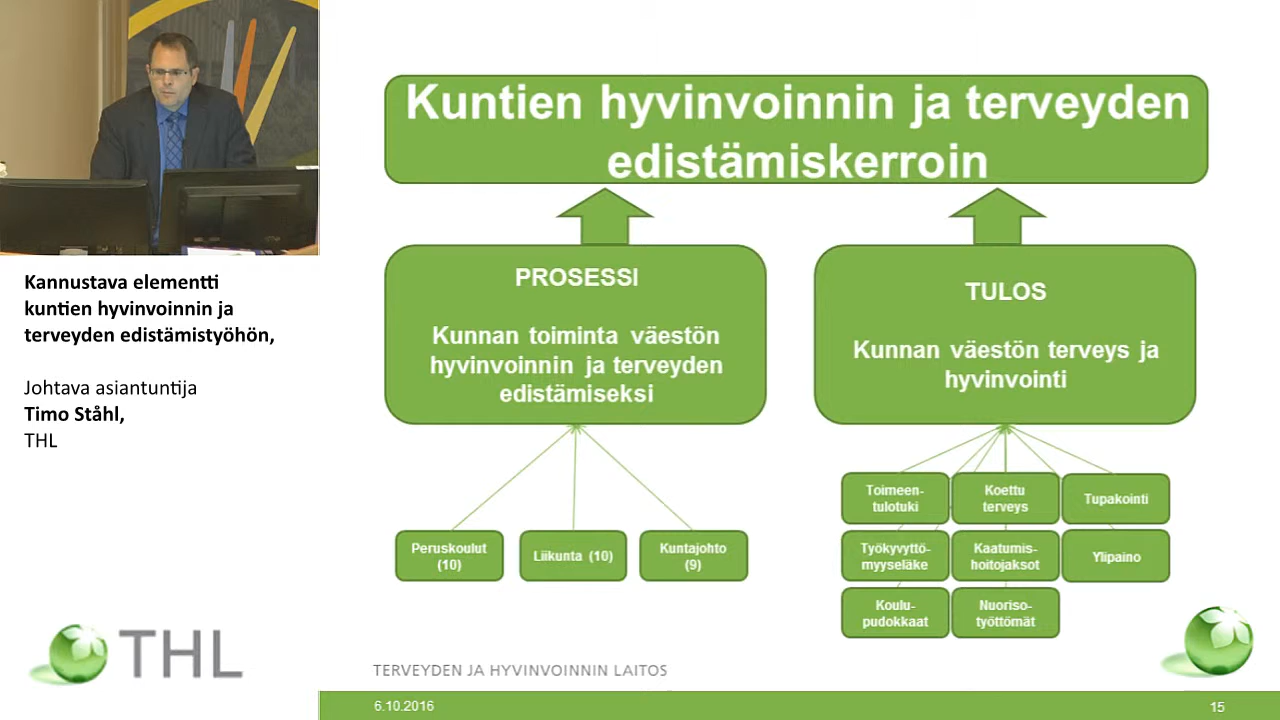 Kuntien hyvinvoinnin ja terveyden
edistämiskerroin
PROSESSI
Kunnan toiminta väestön
hyvinvoinnin ja terveyden
edistämiseksi
TULOS
Kunnan väestön terveys ja
hyvinvointi
Peruskoulut
(10)
Liikunta (10)
Kuntajohto
(9)
Toimeen-
tulotuki
Koettu
terveys
Tupakointi
Työkyvyttö-
myyseläke
Kaatumis-
hoitojaksot
Ylipaino
Koulu-
pudokkaat
Nuoriso-
työttömät
Kannustava elementti
kuntien hyvinvoinnin ja
terveyden edistämistyöhön,
Johtava asiantuntija
Timo Ståhl,
THL
THL
TERVEYDEN JA HYVINVOINNIN LAITOS
6.10.2016
15